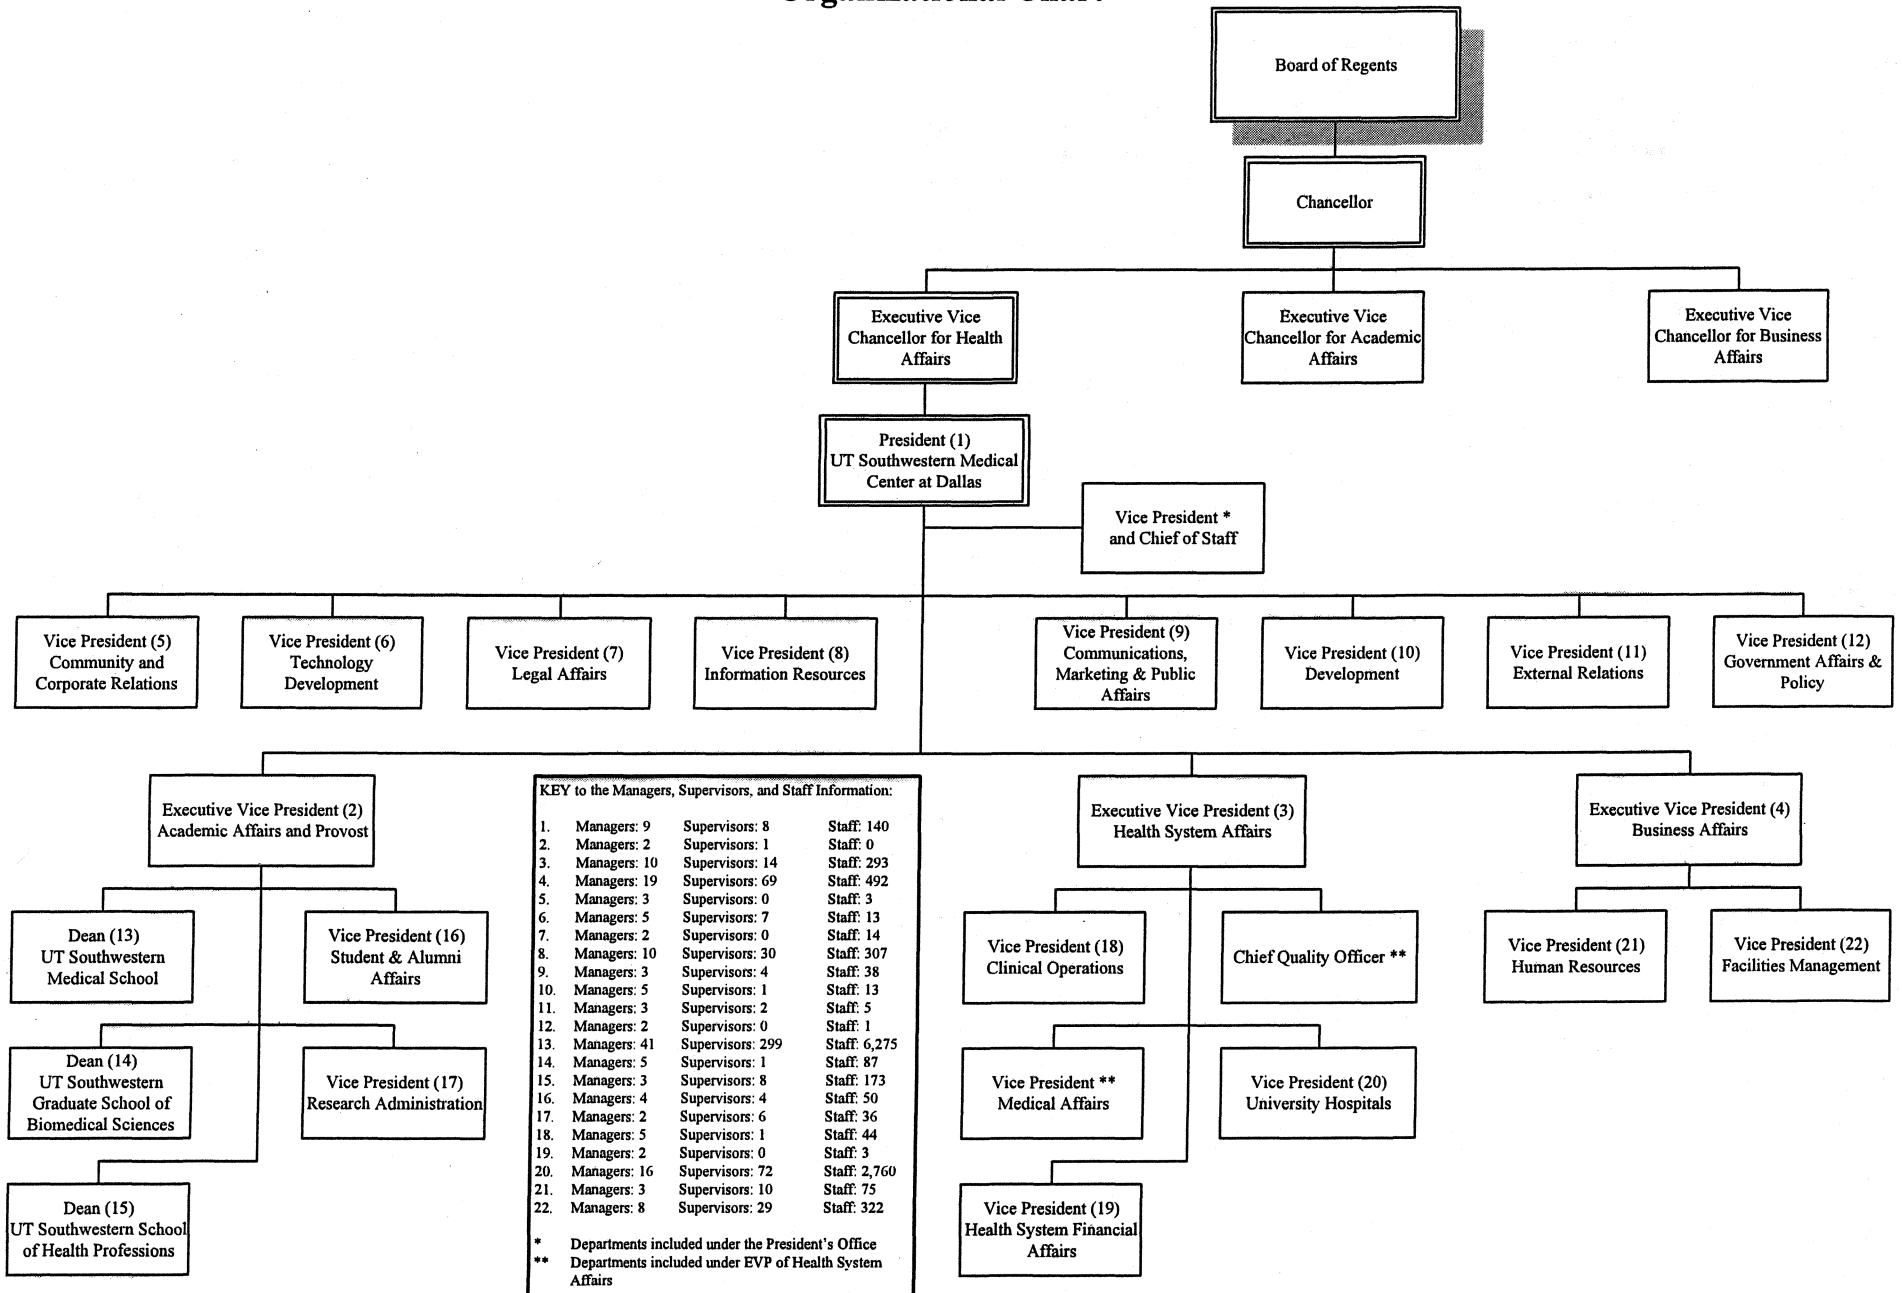 Organizational Chart
Board of Regents
Chancellor
Executive Vice
Chancellor for Health
Affairs
Executive Vice
Chancellor for Academic
Affairs
Executive Vice
Chancellor for Business
Affairs
President (1)
UT Southwestern Medical
Center at Dallas
Vice President *
and Chief of Staff
Vice President (5)
Community and
Corporate Relations
Vice President (6)
Technology
Development
Vice President (7)
Legal Affairs
Vice President (8)
Information Resources
Vice President (9)
Communications,
Marketing & Public
Affairs
Vice President (10)
Development
Vice President (11)
External Relations
Vice President (12)
Government Affairs &
Policy
Executive Vice President (2)
Academic Affairs and Provost
Executive Vice President (3)
Health System Affairs
Executive Vice President (4)
Business Affairs
Dean (13)
UT Southwestern
Medical School
Vice President (16)
Student & Alumni
Affairs
Dean (14)
UT Southwestern
Graduate School of
Biomedical Sciences
Vice President (17)
Research Administration
Dean (15)
UT Southwestern School
of Health Professions
KEY to the Managers, Supervisors, and Staff Information:
1. Managers: 9 Supervisors: 8 Staff: 140
2. Managers: 2 Supervisors: 1 Staff: 0
3. Managers: 10 Supervisors: 14 Staff: 293
4. Managers: 19 Supervisors: 69 Staff: 492
5. Managers: 3 Supervisors: 0 Staff: 3
6. Managers: 5 Supervisors: 7 Staff: 13
7. Managers: 2 Supervisors: 0 Staff: 14
8. Managers: 10 Supervisors: 30 Staff: 307
9. Managers: 3 Supervisors: 4 Staff: 38
10. Managers: 5 Supervisors: 1 Staff: 13
11. Managers: 3 Supervisors: 2 Staff: 5
12. Managers: 2 Supervisors: 0 Staff: 1
13. Managers: 41 Supervisors: 299 Staff: 6,275
14. Managers: 5 Supervisors: 1 Staff: 87
15. Managers: 3 Supervisors: 8 Staff: 173
16. Managers: 4 Supervisors: 4 Staff: 50
17. Managers: 2 Supervisors: 6 Staff: 36
18. Managers: 5 Supervisors: 1 Staff: 44
19. Managers: 2 Supervisors: 0 Staff: 3
20. Managers: 16 Supervisors: 72 Staff: 2,760
21. Managers: 3 Supervisors: 10 Staff: 75
22. Managers: 8 Supervisors: 29 Staff: 322
* Departments included under the President's Office
** Departments included under EVP of Health System
Affairs
Vice President (18)
Clinical Operations
Chief Quality Officer **
Vice President **
Medical Affairs
Vice President (20)
University Hospitals
Vice President (19)
Health System Financial
Affairs
Vice President (21)
Human Resources
Vice President (22)
Facilities Management